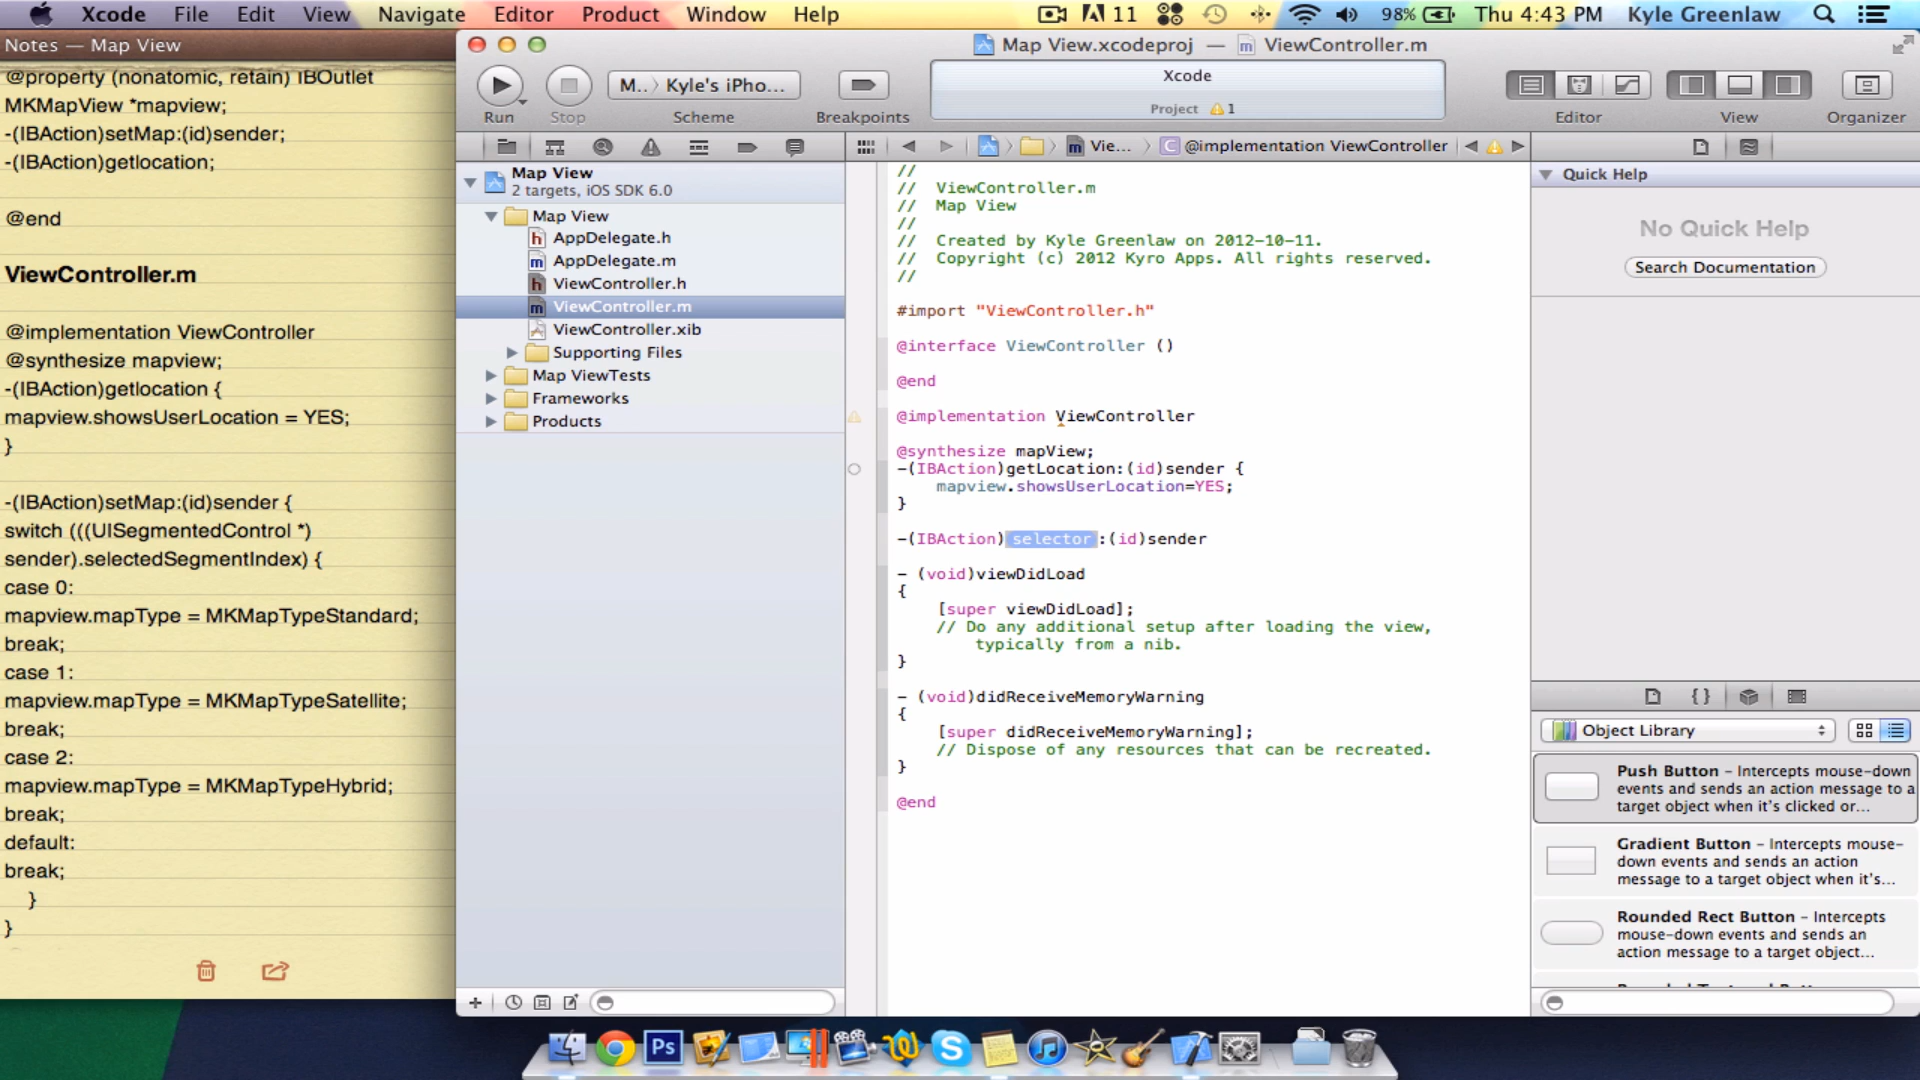 Xcode File Edit View Navigate Editor Product Window Help 11 98% Thu 4:43 PM Kyle Greenlaw
Notes — Map View
@property (nonatomic, retain) IBOutlet
MKMapView *mapview;
-(IBAction)setMap:(id)sender;
-(IBAction)getlocation;
@end
ViewController.m
@implementation ViewController
@synthesize mapview;
-(IBAction)getlocation {
mapview.showsUserLocation = YES;
}
-(IBAction)setMap:(id)sender {
switch (((UISegmentedControl *)
sender).selectedSegmentIndex) {
case 0:
mapview.mapType = MKMapTypeStandard;
break;
case 1:
mapview.mapType = MKMapTypeSatellite;
break;
case 2:
mapview.mapType = MKMapTypeHybrid;
break;
default:
break;
}
}
Map View.xcodeproj — ViewController.m
M.. Kyle's iPho...
Run Stop Scheme Breakpoints
Xcode
Project 1
Editor View Organizer
Vie... @implementation ViewController
Map View
2 targets, iOS SDK 6.0
Map View
AppDelegate.h
AppDelegate.m
ViewController.h
ViewController.m
ViewController.xib
Supporting Files
Map ViewTests
Frameworks
Products
//
// ViewController.m
// Map View
//
// Created by Kyle Greenlaw on 2012-10-11.
// Copyright (c) 2012 Kyro Apps. All rights reserved.
//
#import "ViewController.h"
@interface ViewController ()
@end
@implementation ViewController
@synthesize mapView;
-(IBAction)getLocation:(id)sender {
mapview.showsUserLocation=YES;
}
-(IBAction) selector :(id)sender
- (void)viewDidLoad
{
[super viewDidLoad];
// Do any additional setup after loading the view,
typically from a nib.
}
- (void)didReceiveMemoryWarning
{
[super didReceiveMemoryWarning];
// Dispose of any resources that can be recreated.
}
@end
Quick Help
No Quick Help
Search Documentation
{ }
Object Library
Push Button – Intercepts mouse-down
events and sends an action message to a
target object when it's clicked or...
Gradient Button – Intercepts mouse-
down events and sends an action
message to a target object when it's...
Rounded Rect Button – Intercepts
mouse-down events and sends an
action message to a target object...
Ps